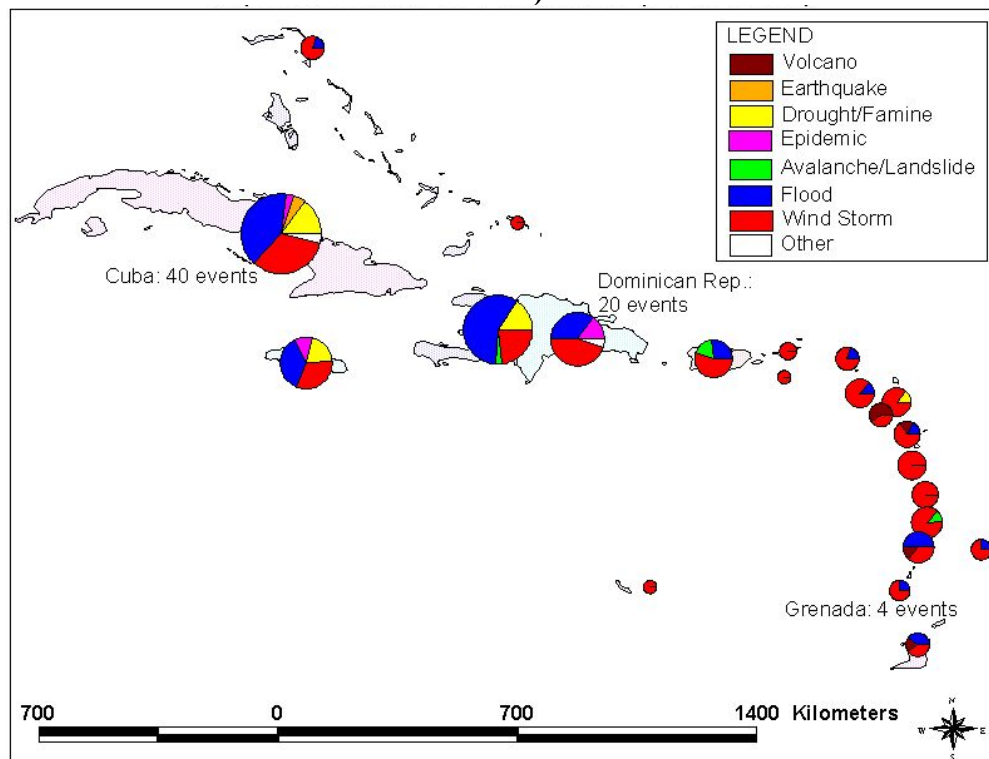 LEGEND
Volcano
Earthquake
Drought/Famine
Epidemic
Avalanche/Landslide
Flood
Wind Storm
Other
Cuba: 40 events
Dominican Rep.:
20 events
Grenada: 4 events
700 0 700 1400 Kilometers
N
W E
S